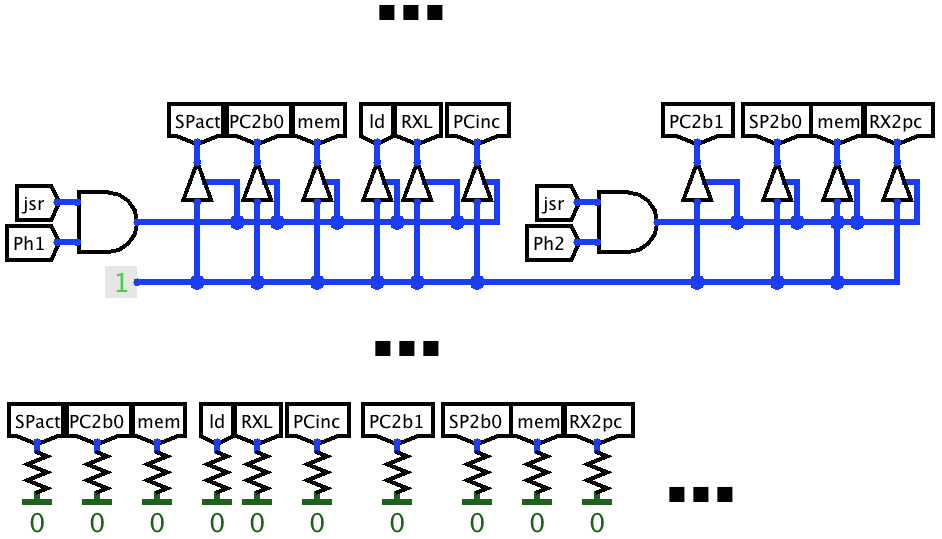 SPact PC2b0 mem ld RXL PCinc PC2b1 SP2b0 mem RX2pc
jsr jsr
Ph1 Ph2
1
SPact PC2b0 mem ld RXL PCinc PC2b1 SP2b0 mem RX2pc
0 0 0 0 0 0 0 0 0 0